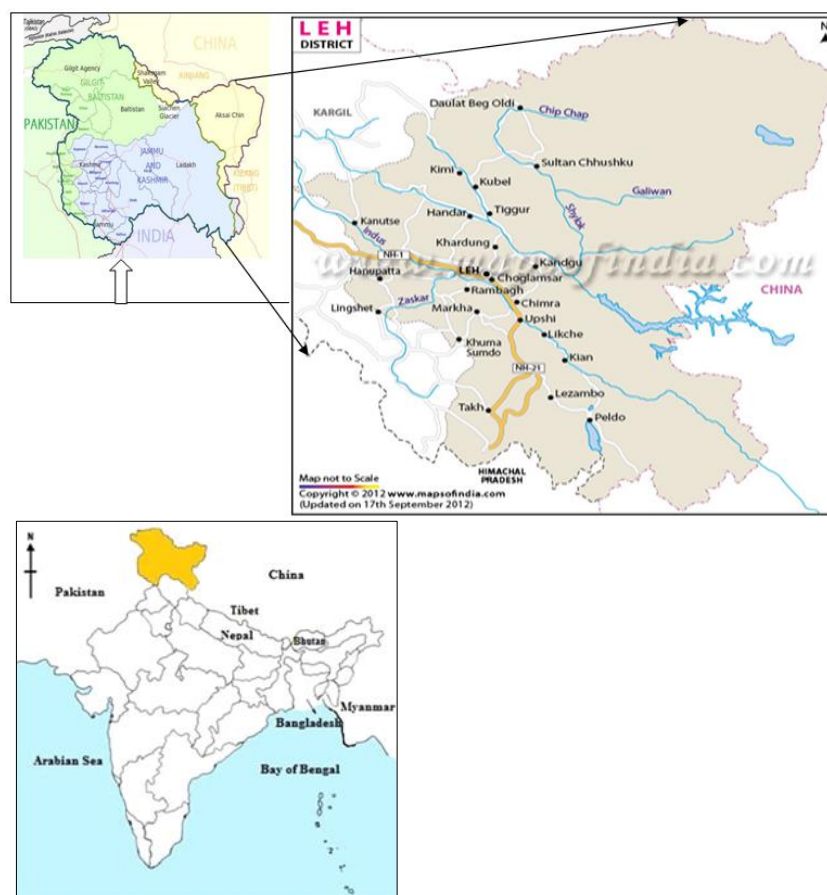 Tajikistan
CHINA
XINJIANG
Gilgit Agency
Shaksgam
Valley
GILGIT
BALTISTAN
Baltistan
Siachen
Glacier
Aksai Chin
PAKISTAN
JAMMU
AND
KASHMIR
Kashmir
Ladakh
XIZANG
(TIBET)
Jammu
INDIA
LEH
DISTRICT
N
KARGIL
Daulat Beg Oldi
Chip Chap
Sultan Chhushku
Kimi
Kubel
Galiwan
Handar
Tiggur
Shylok
Kanutse
Indus
Khardung
NH-1
Kandgu
www.mapsofindia.com
Hanupatta
LEH
Choglamsar
CHINA
Rambagh
Zaskar
Lingshet
Markha
Chimra
Upshi
Likche
Khuma
Sumdo
Kian
NH-21
Lezambo
Takh
Peldo
HIMACHAL
PRADESH
Map not to Scale
Copyright © 2012 www.mapsofindia.com
(Updated on 17th September 2012)
N
China
Pakistan
Tibet
Nepal
Bhutan
Myanmar
Bangladesh
Arabian Sea
Bay of Bengal